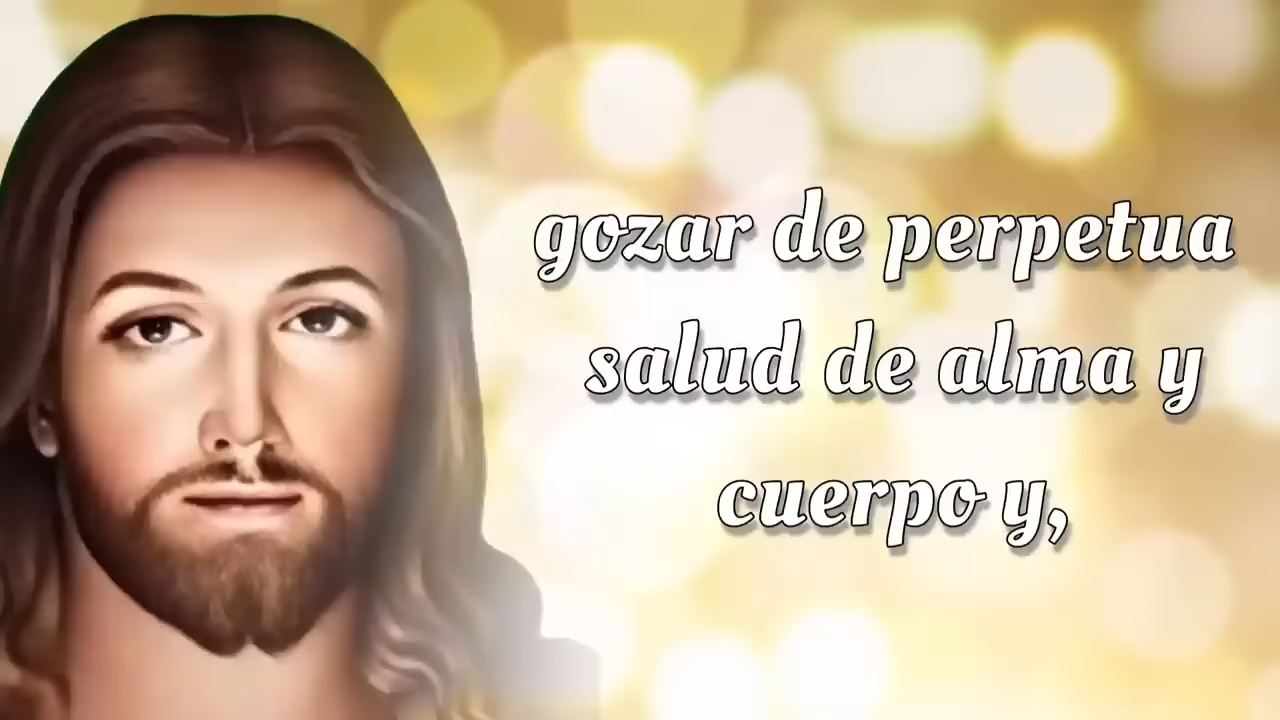 gozar de perpetua
salud de alma y
cuerpo y,